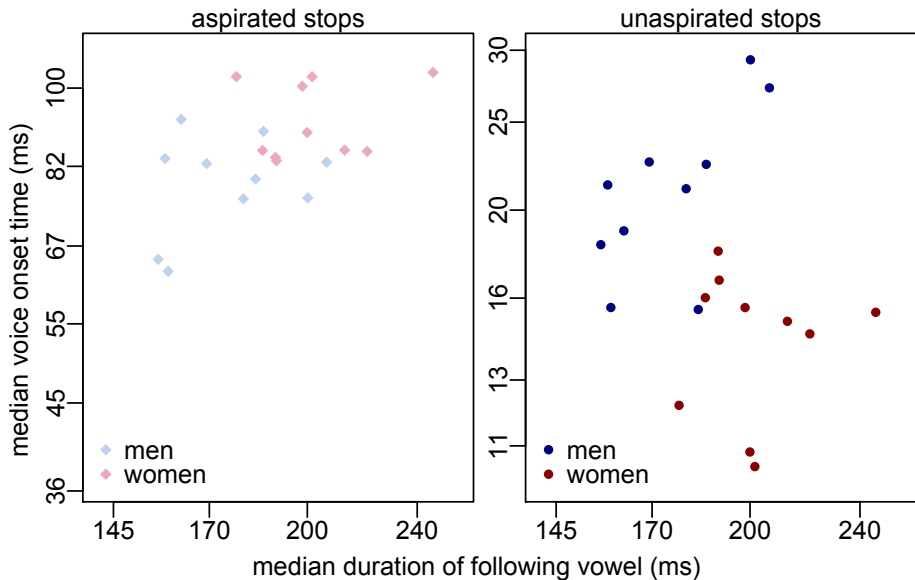 aspirated stops
unaspirated stops
median voice onset time (ms)
100
82
67
55
45
36
men
women
145
170
200
240
30
25
20
16
13
11
men
women
145
170
200
240
median duration of following vowel (ms)